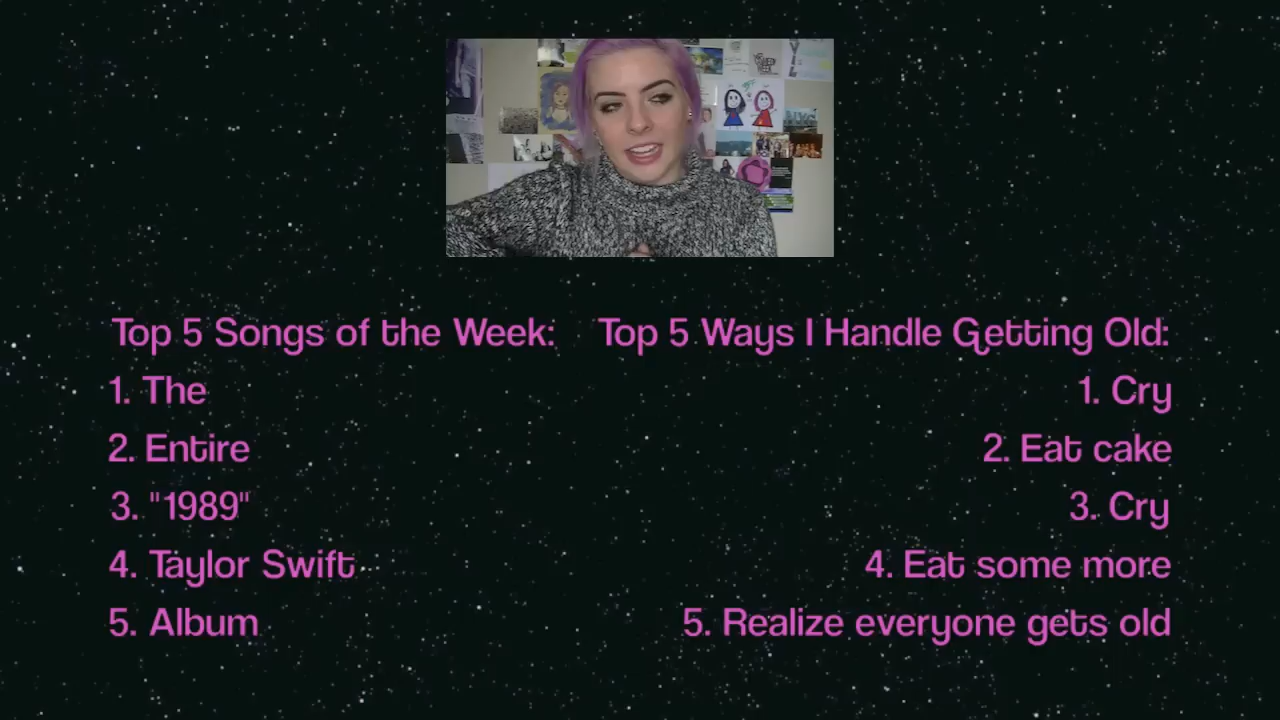 Top 5 Songs of the Week:
1. The
2. Entire
3. "1989"
4. Taylor Swift
5. Album
Top 5 Ways I Handle Getting Old:
1. Cry
2. Eat cake
3. Cry
4. Eat some more
5. Realize everyone gets old
NYC